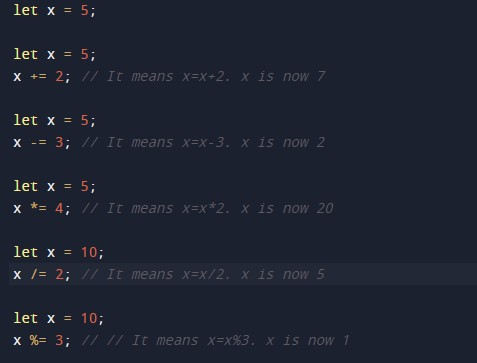 let x = 5;
let x = 5;
x += 2; // It means x=x+2. x is now 7
let x = 5;
x -= 3; // It means x=x-3. x is now 2
let x = 5;
x *= 4; // It means x=x*2. x is now 20
let x = 10;
x /= 2; // It means x=x/2. x is now 5
let x = 10;
x %= 3; // // It means x=x%3. x is now 1